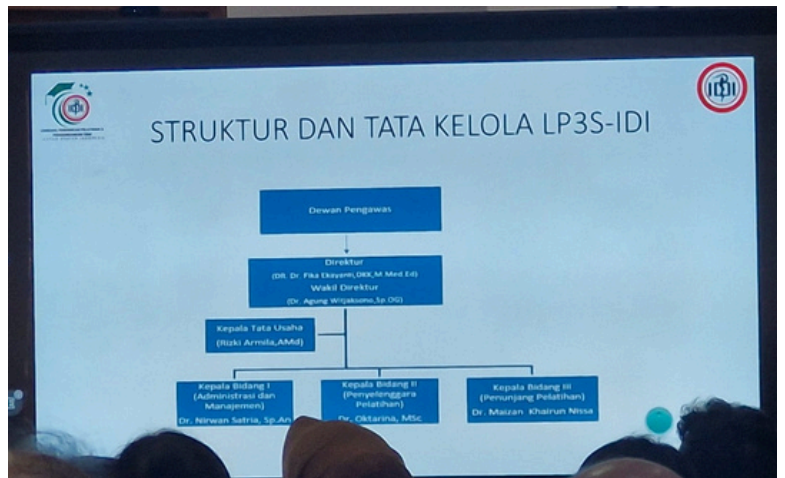 IDI
STRUKTUR DAN TATA KELOLA LP3S-IDI
Dewan Pengawas
Direktur
(DR. Dr. Fika Ekayanti,DKK,M.Med.Ed)
Wakil Direktur
(Dr. Agung Witjaksono,Sp.OG)
Kepala Tata Usaha
(Rizki Armila,AMd)
Kepala Bidang I
(Administrasi dan
Manajemen)
Dr. Nirwan Satria, Sp.An
Kepala Bidang II
(Penyelenggara
Pelatihan)
Dr. Oktarina, MSc
Kepala Bidang III
(Penunjang Pelatihan)
Dr. Maizan Khairun Nissa